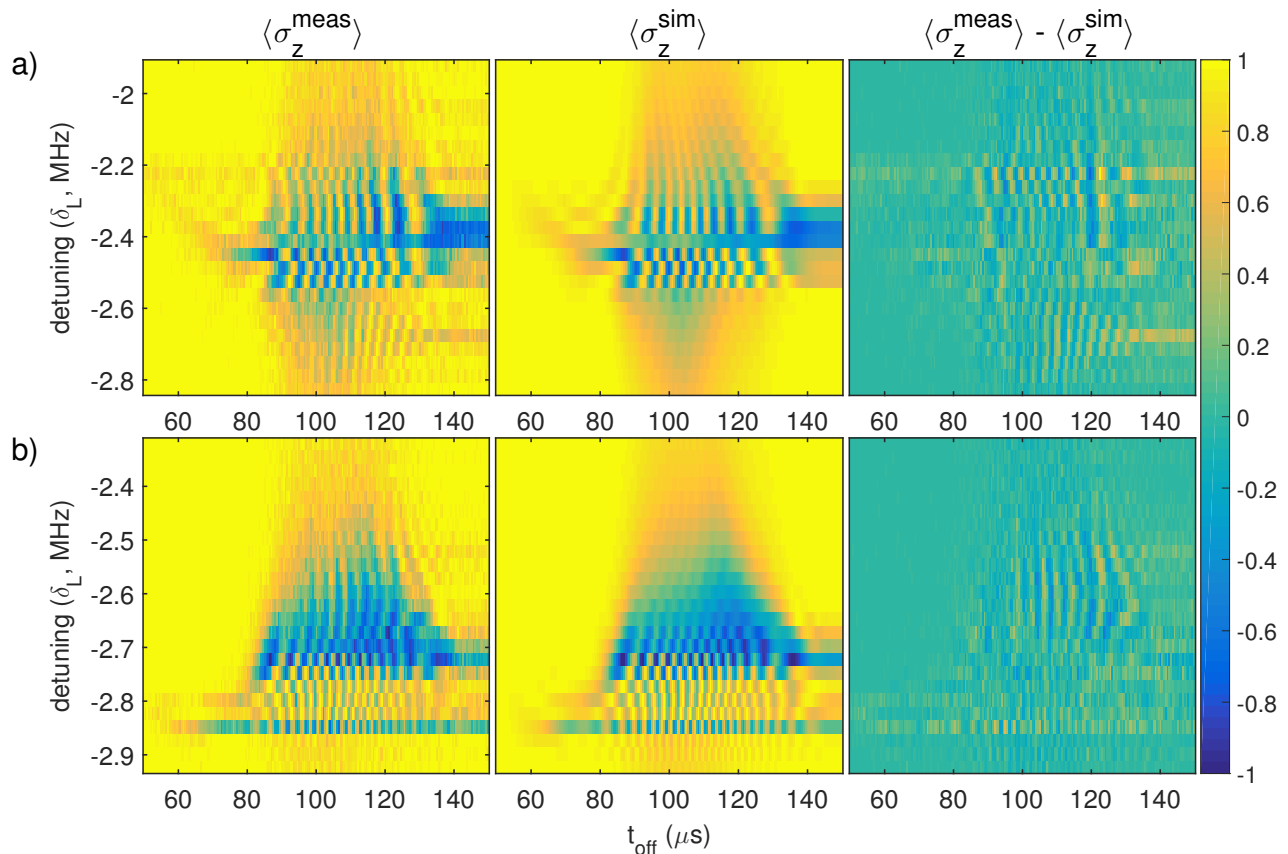 ⟨σ_z^meas⟩ ⟨σ_z^sim⟩ ⟨σ_z^meas⟩ - ⟨σ_z^sim⟩
a)
detuning (δ_L, MHz)
-2
-2.2
-2.4
-2.6
-2.8
60 80 100 120 140 60 80 100 120 140 60 80 100 120 140
b)
detuning (δ_L, MHz)
-2.4
-2.5
-2.6
-2.7
-2.8
-2.9
60 80 100 120 140 60 80 100 120 140 60 80 100 120 140
t_off (μs)
1
0.8
0.6
0.4
0.2
0
-0.2
-0.4
-0.6
-0.8
-1